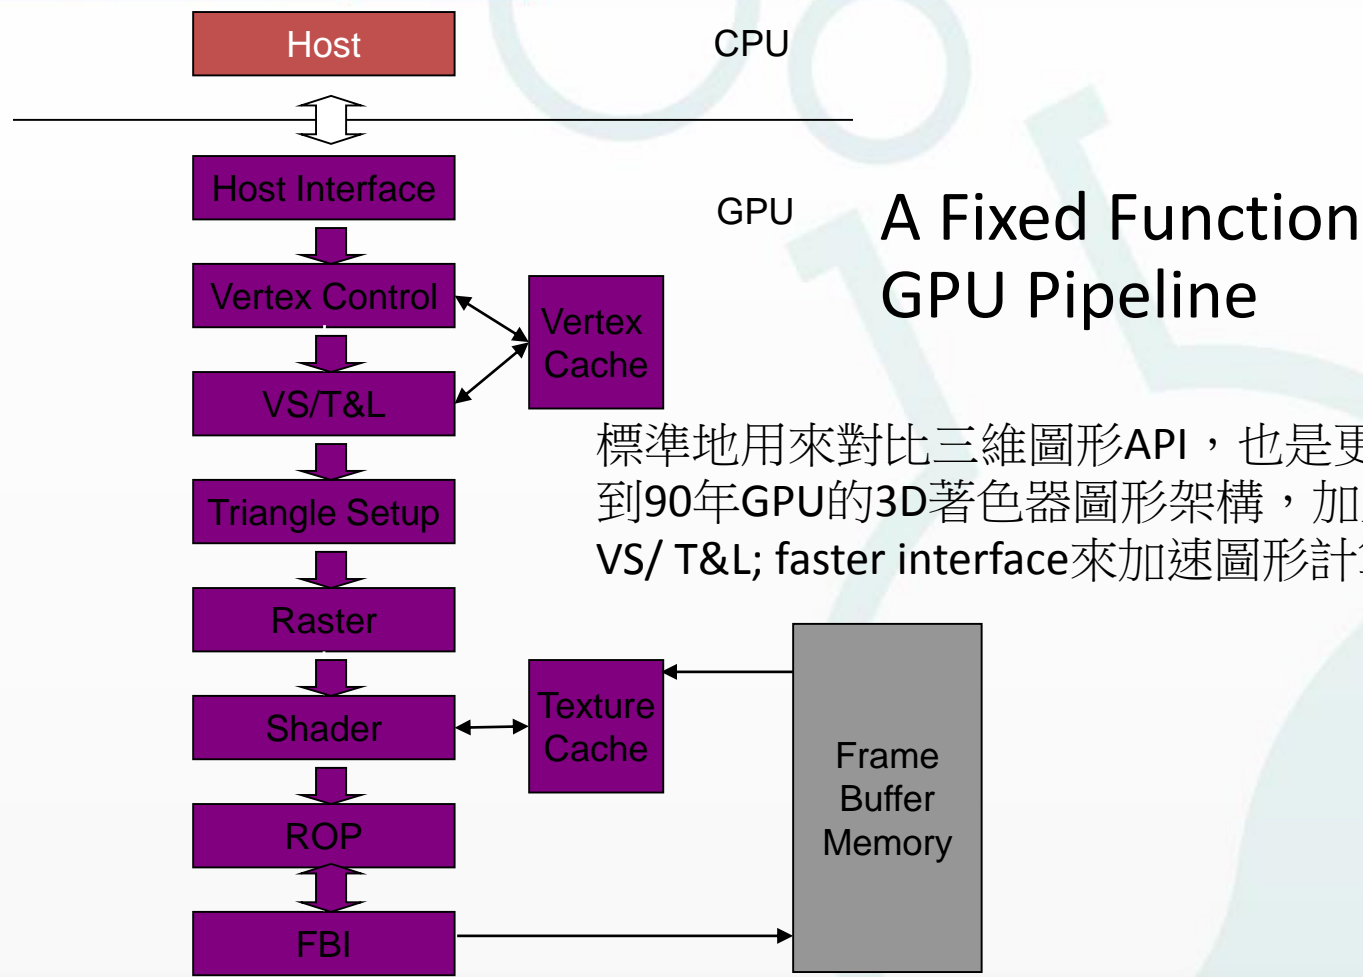 Host
CPU
Host Interface
GPU
A Fixed Function
GPU Pipeline
Vertex Control
Vertex
Cache
VS/T&L
標準地用來對比三維圖形API，也是更
到90年GPU的3D著色器圖形架構，加
VS/ T&L; faster interface來加速圖形計
Triangle Setup
Raster
Shader
Texture
Cache
Frame
Buffer
Memory
ROP
FBI